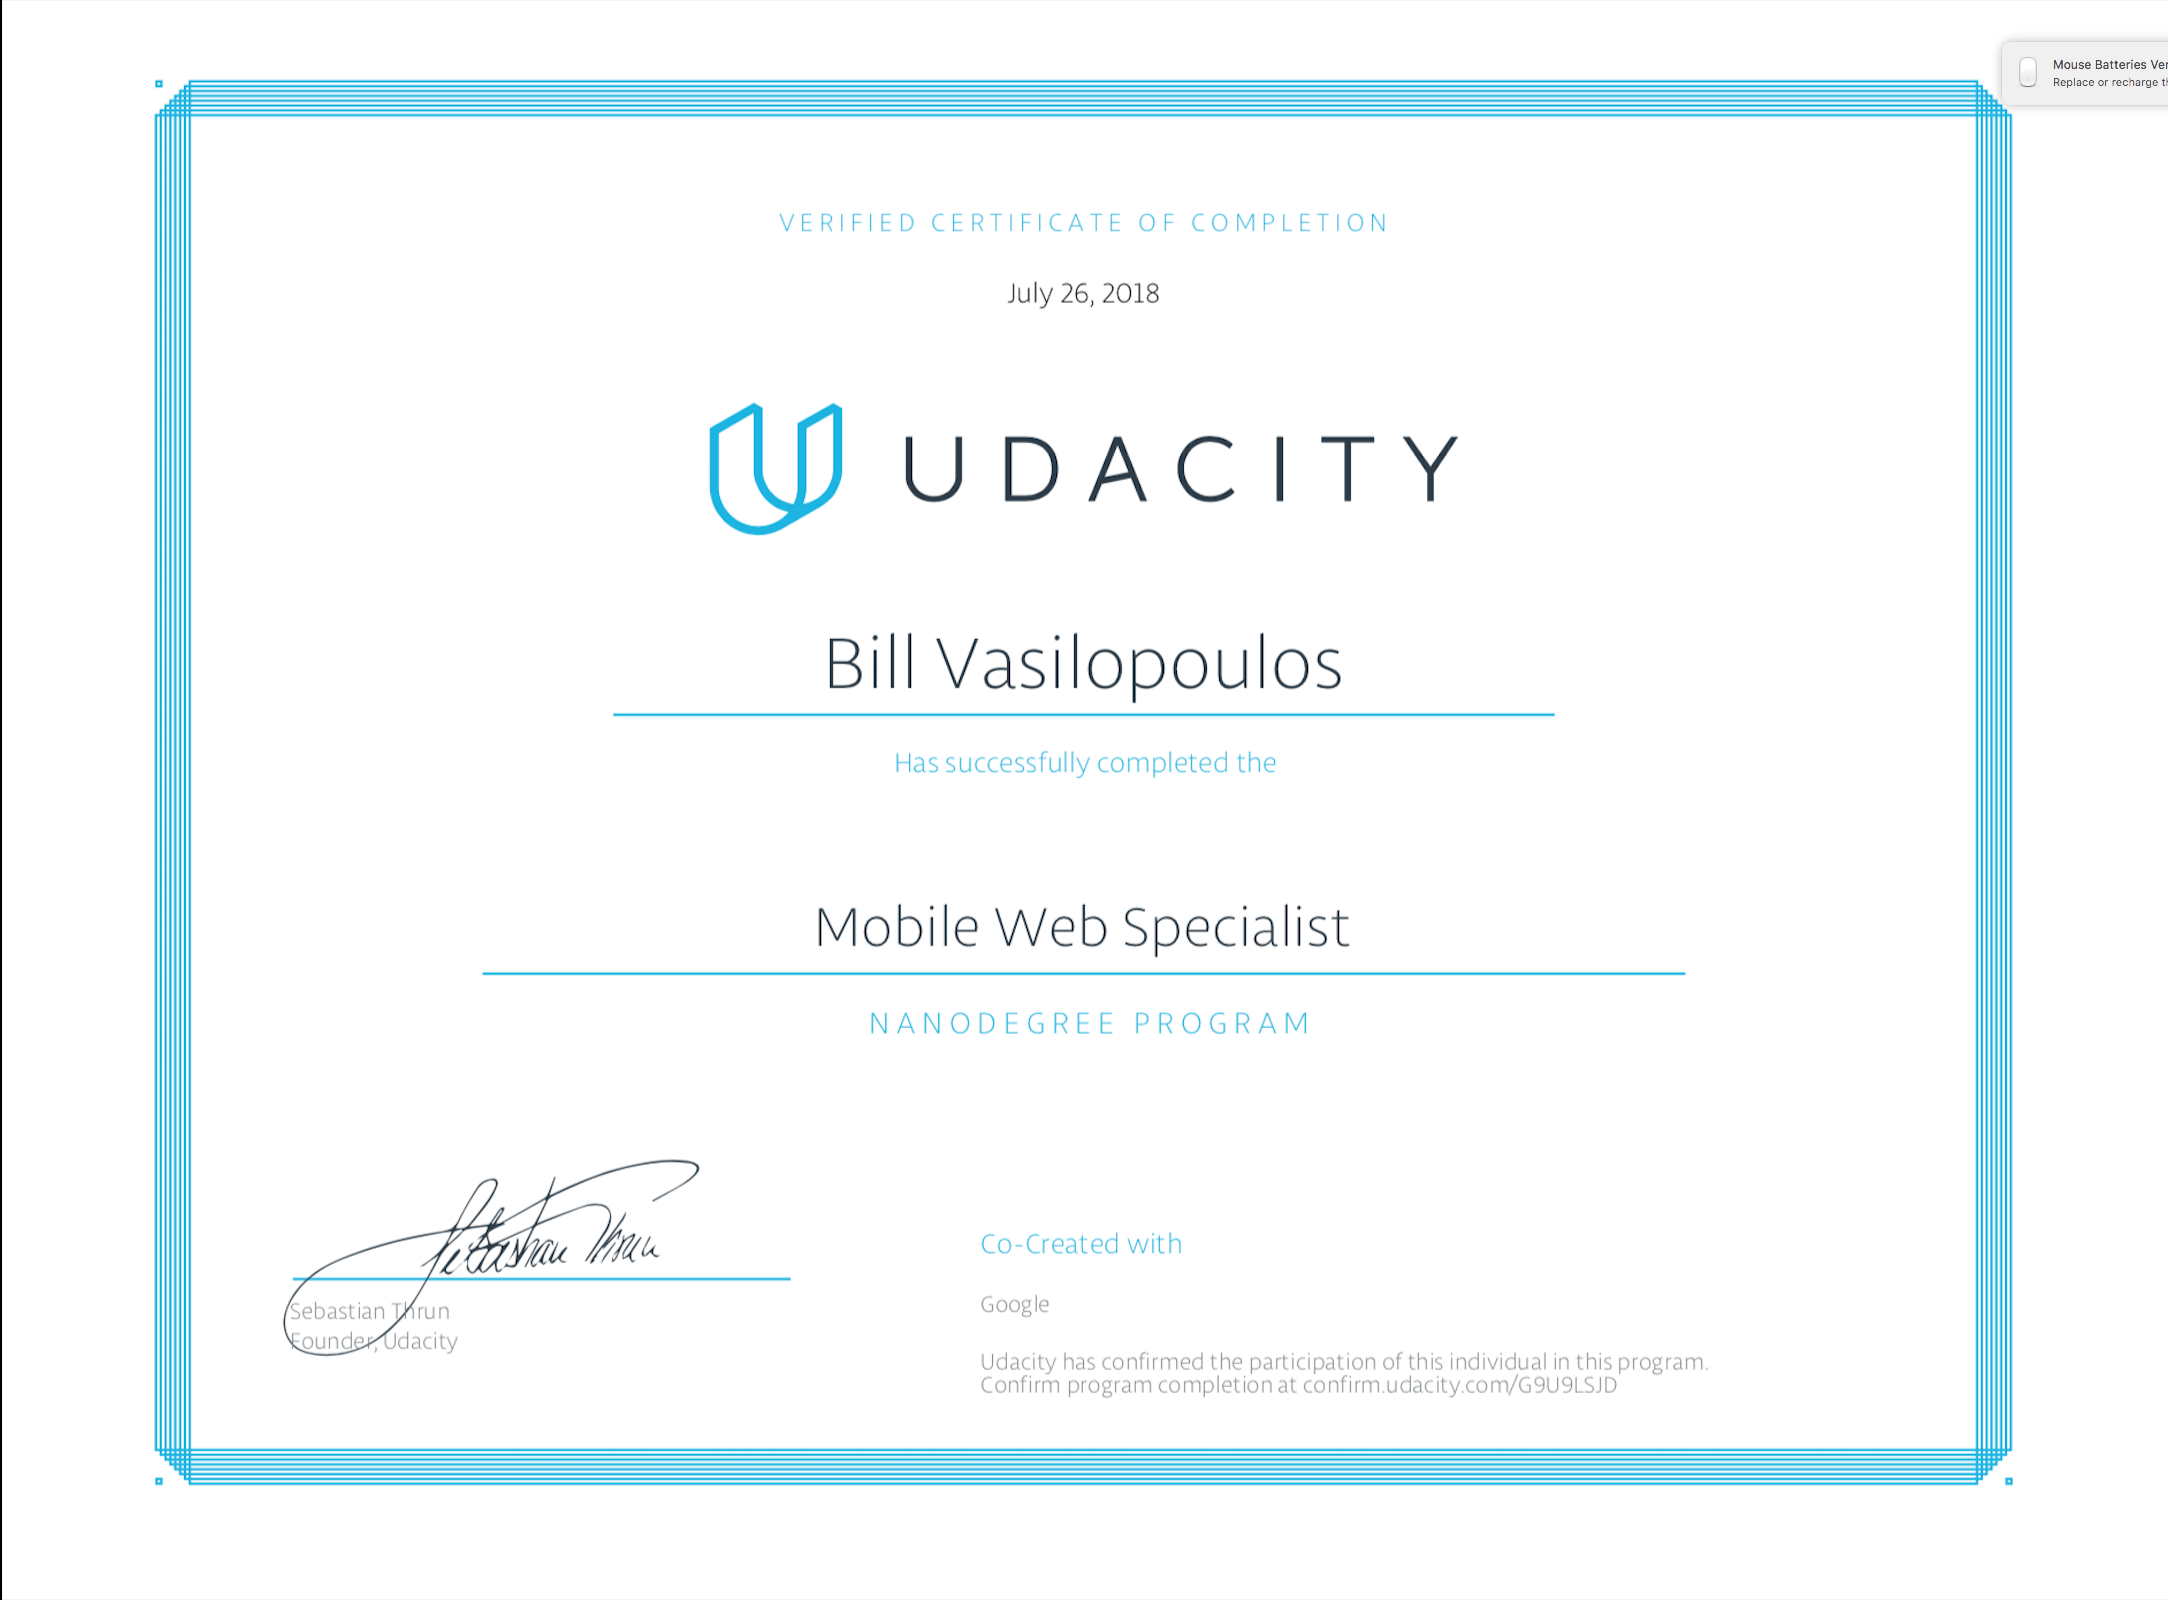 Mouse Batteries Ver
Replace or recharge th
VERIFIED CERTIFICATE OF COMPLETION
July 26, 2018
UDACITY
Bill Vasilopoulos
Has successfully completed the
Mobile Web Specialist
NANODEGREE PROGRAM
Sebastian Thrun
Sebastian Thrun
Founder, Udacity
Co-Created with
Google
Udacity has confirmed the participation of this individual in this program.
Confirm program completion at confirm.udacity.com/G9U9LSJD